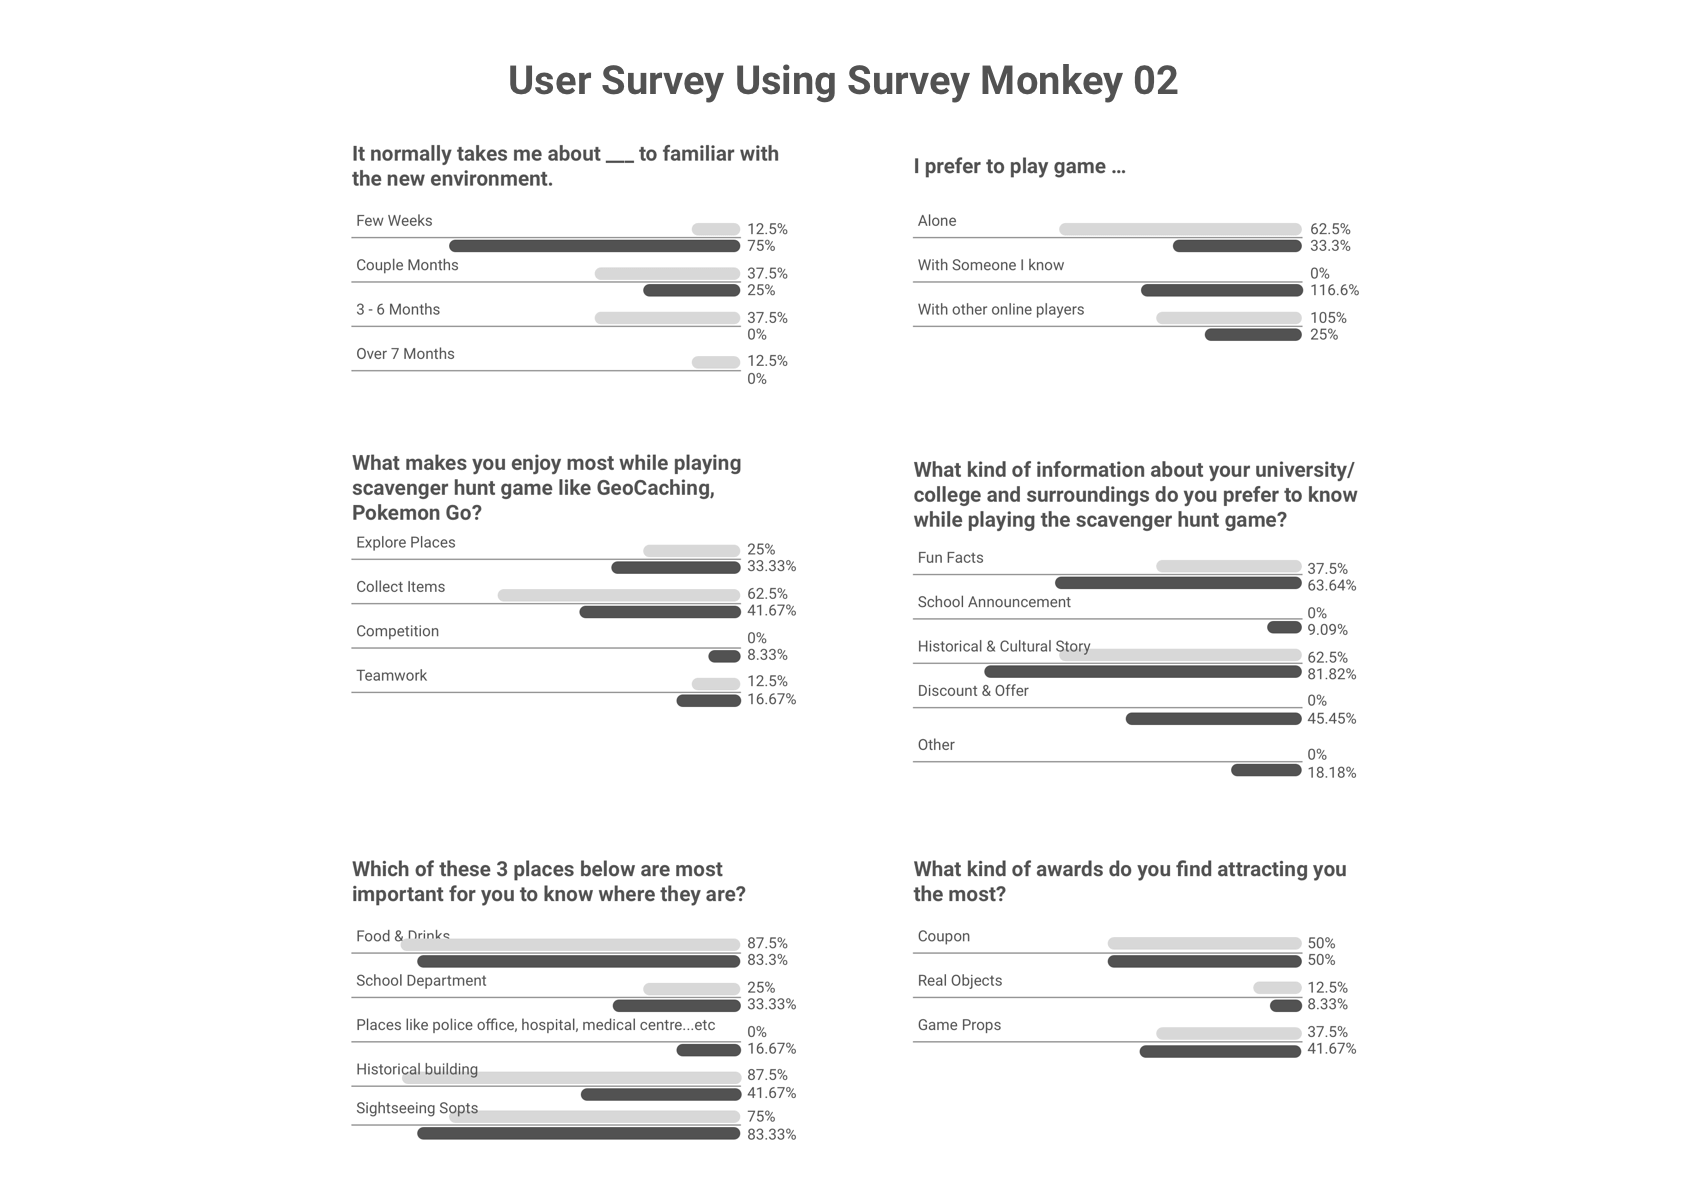 User Survey Using Survey Monkey 02
It normally takes me about ___ to familiar with
the new environment.
Few Weeks
12.5%
75%
Couple Months
37.5%
25%
3 - 6 Months
37.5%
0%
Over 7 Months
12.5%
0%
I prefer to play game ...
Alone
62.5%
33.3%
With Someone I know
0%
116.6%
With other online players
105%
25%
What makes you enjoy most while playing
scavenger hunt game like GeoCaching,
Pokemon Go?
Explore Places
25%
33.33%
Collect Items
62.5%
41.67%
Competition
0%
8.33%
Teamwork
12.5%
16.67%
What kind of information about your university/
college and surroundings do you prefer to know
while playing the scavenger hunt game?
Fun Facts
37.5%
63.64%
School Announcement
0%
9.09%
Historical & Cultural Story
62.5%
81.82%
Discount & Offer
0%
45.45%
Other
0%
18.18%
Which of these 3 places below are most
important for you to know where they are?
Food & Drinks
87.5%
83.3%
School Department
25%
33.33%
Places like police office, hospital, medical centre...etc
0%
16.67%
Historical building
87.5%
41.67%
Sightseeing Sopts
75%
83.33%
What kind of awards do you find attracting you
the most?
Coupon
50%
50%
Real Objects
12.5%
8.33%
Game Props
37.5%
41.67%